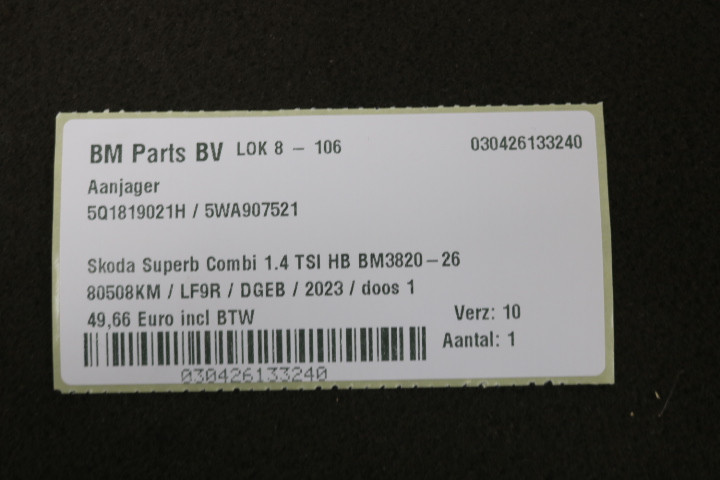 BM Parts BV LOK 8 - 106 030426133240
Aanjager
5Q1819021H / 5WA907521
Skoda Superb Combi 1.4 TSI HB BM3820-26
80508KM / LF9R / DGEB / 2023 / doos 1
49,66 Euro incl BTW Verz: 10
Aantal: 1
030426133240